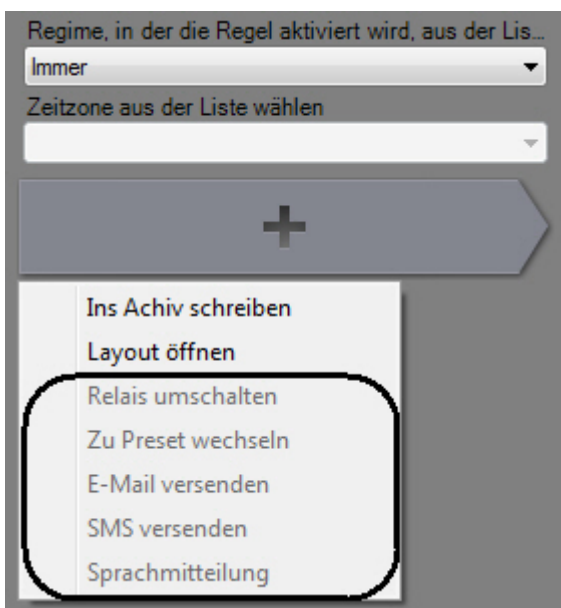 Regime, in der die Regel aktiviert wird, aus der Lis...
Immer
Zeitzone aus der Liste wählen
Ins Achiv schreiben
Layout öffnen
Relais umschalten
Zu Preset wechseln
E-Mail versenden
SMS versenden
Sprachmitteilung